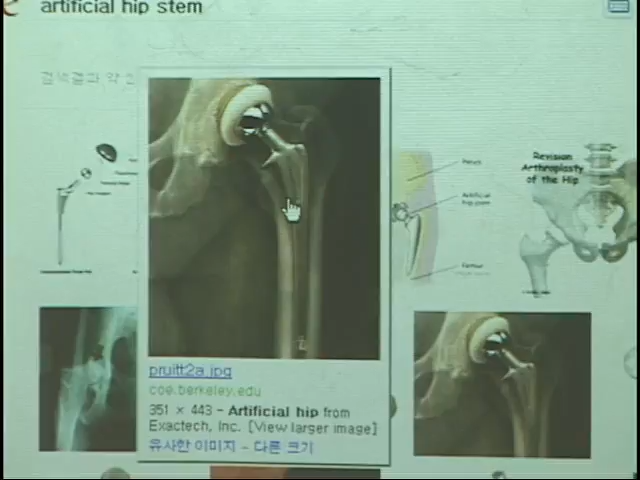 artificial hip stem
검색결과 약 2
Pelvis
Artificial
hip joint
Femur
Revision
Arthroplasty
of the Hip
pruitt2a.jpg
coe.berkeley.edu
351 × 443 - Artificial hip from
Exactech, Inc. [View larger image]
유사한 이미지 - 다른 크기